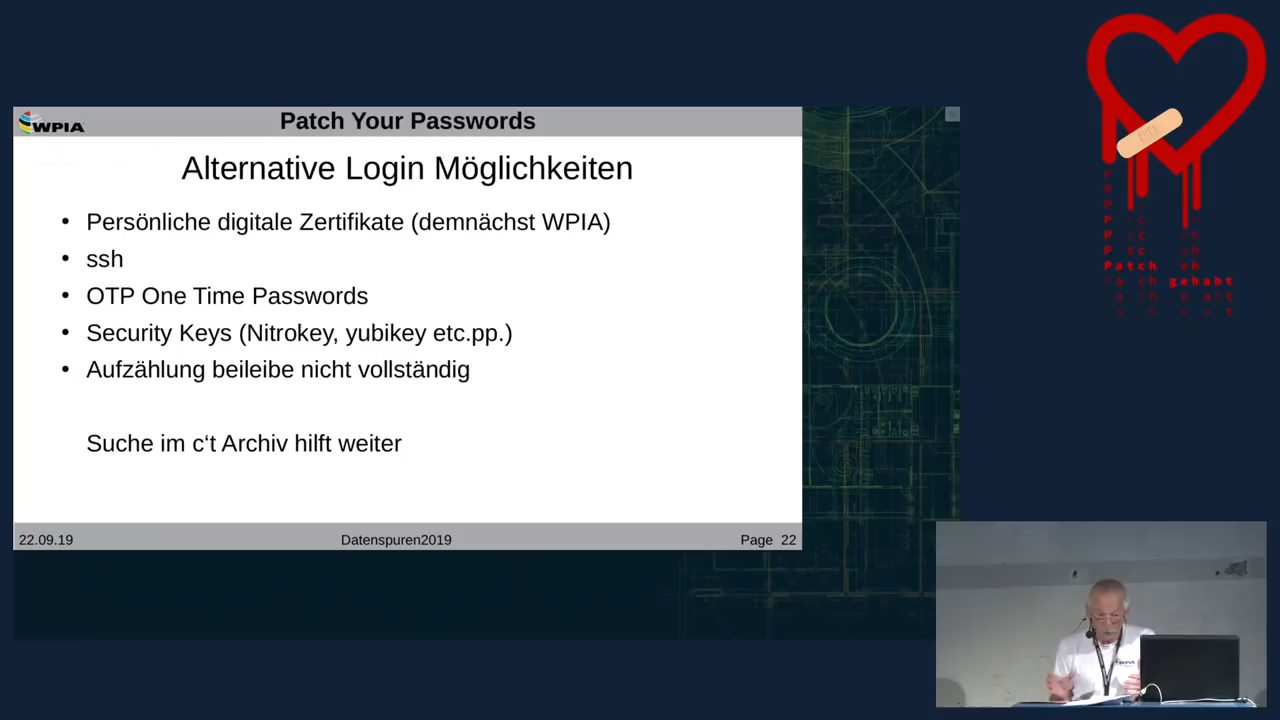 WPIA
Patch Your Passwords
Alternative Login Möglichkeiten
• Persönliche digitale Zertifikate (demnächst WPIA)
• ssh
• OTP One Time Passwords
• Security Keys (Nitrokey, yubikey etc.pp.)
• Aufzählung beileibe nicht vollständig
Suche im c‘t Archiv hilft weiter
22.09.19 Datenspuren2019 Page 22
Patch eh
gehabt